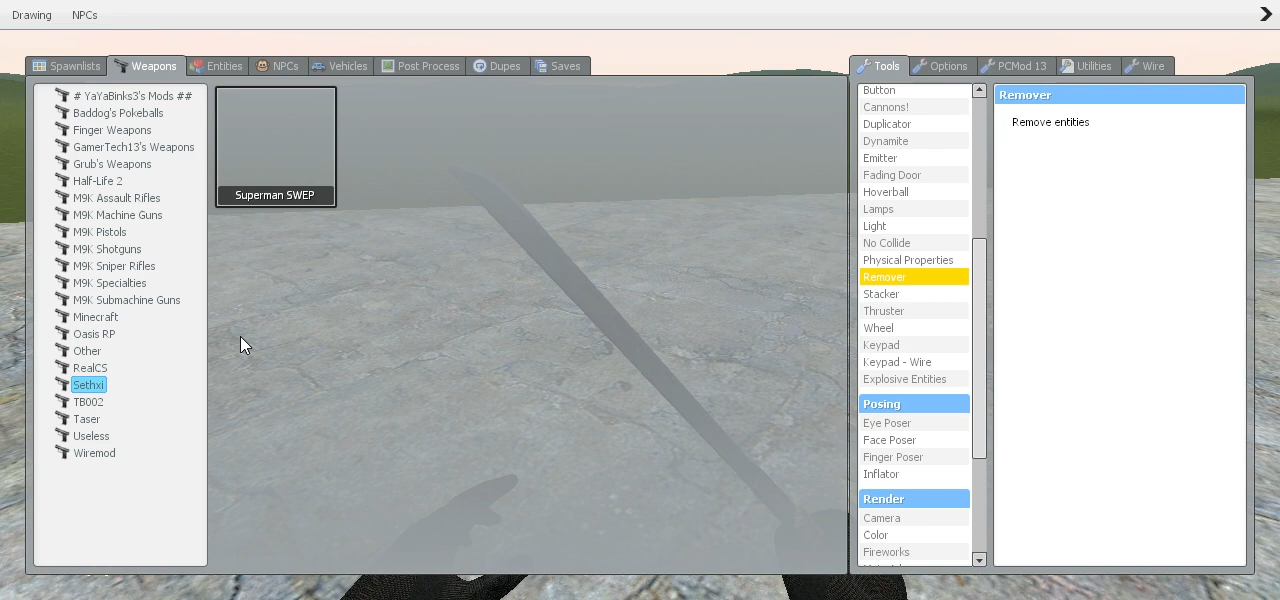 Drawing NPCs
Spawnlists Weapons Entities NPCs Vehicles Post Process Dupes Saves
# YaYaBinks3's Mods ##
Baddog's Pokeballs
Finger Weapons
GamerTech13's Weapons
Grub's Weapons
Half-Life 2
M9K Assault Rifles
M9K Machine Guns
M9K Pistols
M9K Shotguns
M9K Sniper Rifles
M9K Specialties
M9K Submachine Guns
Minecraft
Oasis RP
Other
RealCS
Sethxi
TB002
Taser
Useless
Wiremod
Superman SWEP
Tools Options PCMod 13 Utilities Wire
Button
Cannons!
Duplicator
Dynamite
Emitter
Fading Door
Hoverball
Lamps
Light
No Collide
Physical Properties
Remover
Stacker
Thruster
Wheel
Keypad
Keypad - Wire
Explosive Entities
Posing
Eye Poser
Face Poser
Finger Poser
Inflator
Render
Camera
Color
Fireworks
Remover
Remove entities